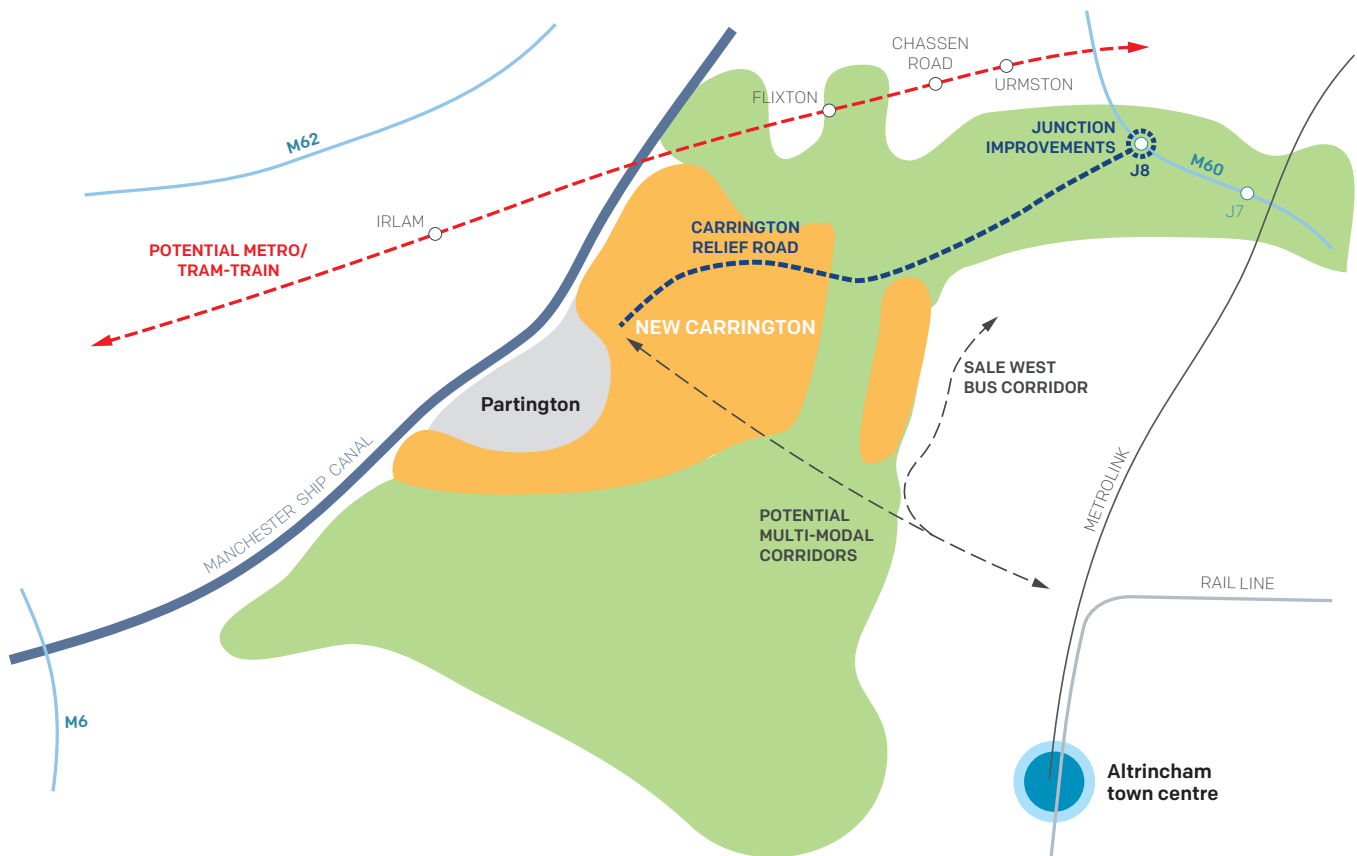 CHASSEN
ROAD
URMSTON
FLIXTON
M62
JUNCTION
IMPROVEMENTS
J8
M60
J7
IRLAM
CARRINGTON
RELIEF ROAD
POTENTIAL METRO/
TRAM-TRAIN
NEW CARRINGTON
SALE WEST
BUS CORRIDOR
Partington
MANCHESTER SHIP CANAL
METROLINK
POTENTIAL
MULTI-MODAL
CORRIDORS
RAIL LINE
M6
Altrincham
town centre